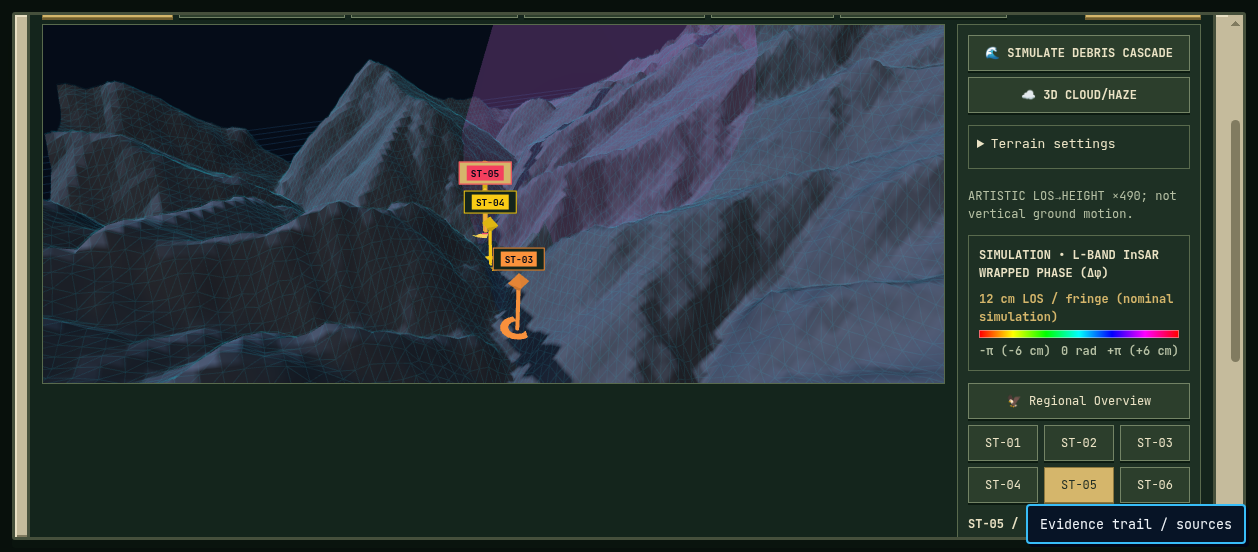 ST-05
ST-04
ST-03
🌊 SIMULATE DEBRIS CASCADE
☁️ 3D CLOUD/HAZE
▶ Terrain settings
ARTISTIC LOS→HEIGHT ×490; not
vertical ground motion.
SIMULATION • L-BAND InSAR
WRAPPED PHASE (Δφ)
12 cm LOS / fringe (nominal
simulation)
-π (-6 cm) 0 rad +π (+6 cm)
🦅 Regional Overview
ST-01 ST-02 ST-03
ST-04 ST-05 ST-06
ST-05 /
Evidence trail / sources